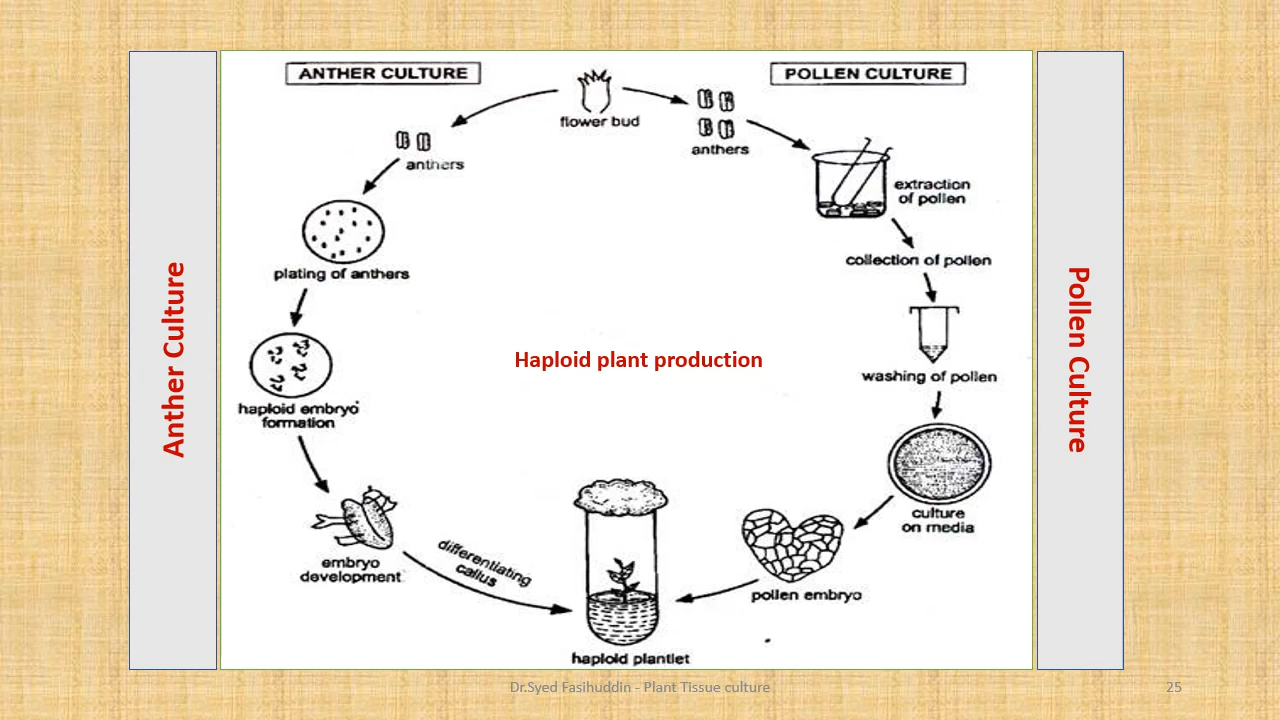 ANTHER CULTURE
POLLEN CULTURE
flower bud
anthers
anthers
extraction
of pollen
plating of anthers
collection of pollen
washing of pollen
haploid embryo
formation
Haploid plant production
Anther Culture
Pollen Culture
culture
on media
embryo
development
differentiating
callus
pollen embryo
haploid plantlet
Dr.Syed Fasihuddin - Plant Tissue culture
25